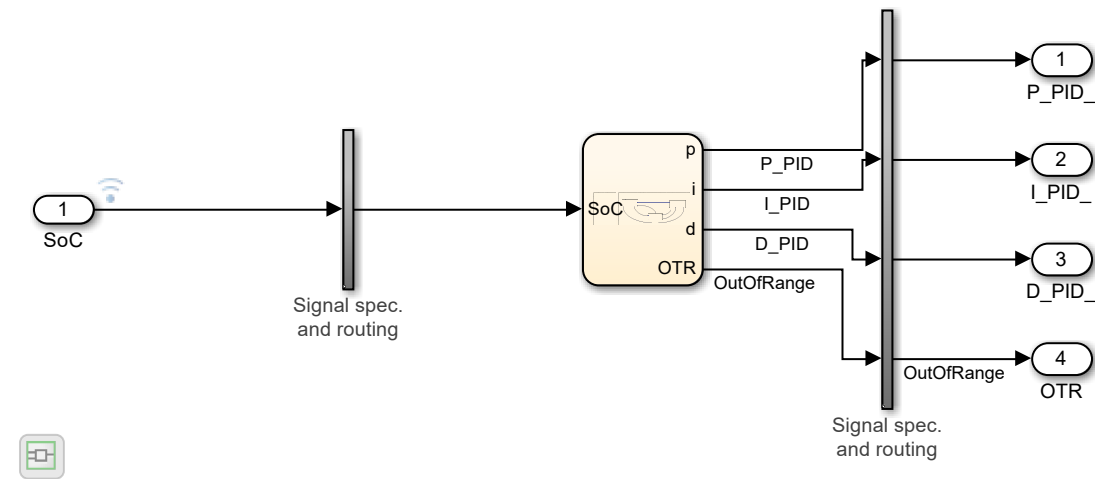 1
SoC
Signal spec.
and routing
SoC
p
i
d
OTR
P_PID
I_PID
D_PID
OutOfRange
Signal spec.
and routing
OutOfRange
1
P_PID_
2
I_PID_
3
D_PID_
4
OTR